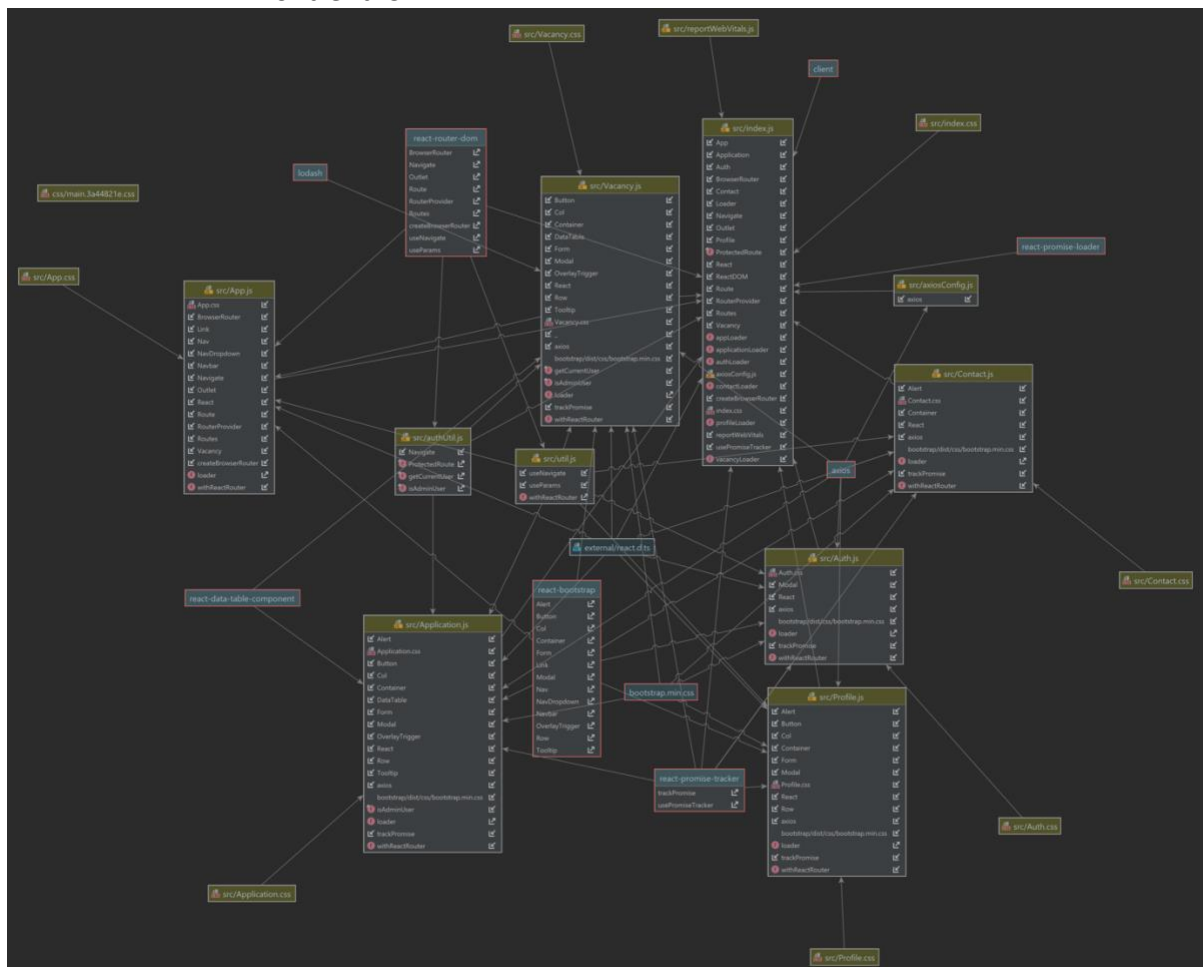 src/Vacancy.css
src/reportWebVitals.js
client
src/index.css
react-router-dom
BrowserRouter
Navigate
Outlet
Route
RouterProvider
Routes
createBrowserRouter
useNavigate
useParams
lodash
css/main.3a44821e.css
src/Vacancy.js
Button
Col
Container
DataTable
Form
Modal
OverlayTrigger
React
Row
Tooltip
Vacancy.css
_
axios
bootstrap/dist/css/bootstrap.min.css
getCurrentUser
isAdminUser
loader
trackPromise
withReactRouter
src/index.js
App
Application
Auth
BrowserRouter
Contact
Loader
Navigate
Outlet
Profile
ProtectedRoute
React
ReactDOM
Route
RouterProvider
Routes
Vacancy
appLoader
applicationLoader
authLoader
axiosConfig.js
contactLoader
createBrowserRouter
index.css
profileLoader
reportWebVitals
usePromiseTracker
vacancyLoader
react-promise-loader
src/axiosConfig.js
axios
src/App.css
src/App.js
App.css
BrowserRouter
Link
Nav
NavDropdown
Navbar
Navigate
Outlet
React
Route
RouterProvider
Routes
Vacancy
createBrowserRouter
loader
withReactRouter
src/authUtil.js
Navigate
ProtectedRoute
getCurrentUser
isAdminUser
src/util.js
useNavigate
useParams
withReactRouter
src/Contact.js
Alert
Contact.css
Container
React
axios
bootstrap/dist/css/bootstrap.min.css
loader
trackPromise
withReactRouter
axios
external/react.d.ts
src/Auth.js
Auth.css
Modal
React
axios
bootstrap/dist/css/bootstrap.min.css
loader
trackPromise
withReactRouter
src/Contact.css
react-data-table-component
react-bootstrap
Alert
Button
Col
Container
Form
Link
Modal
Nav
NavDropdown
Navbar
OverlayTrigger
Row
Tooltip
src/Application.js
Alert
Application.css
Button
Col
Container
DataTable
Form
Modal
OverlayTrigger
React
Row
Tooltip
axios
bootstrap/dist/css/bootstrap.min.css
isAdminUser
loader
trackPromise
withReactRouter
bootstrap.min.css
src/Profile.js
Alert
Button
Col
Container
Form
Modal
Profile.css
React
Row
axios
bootstrap/dist/css/bootstrap.min.css
loader
trackPromise
withReactRouter
react-promise-tracker
trackPromise
usePromiseTracker
src/Auth.css
src/Application.css
src/Profile.css